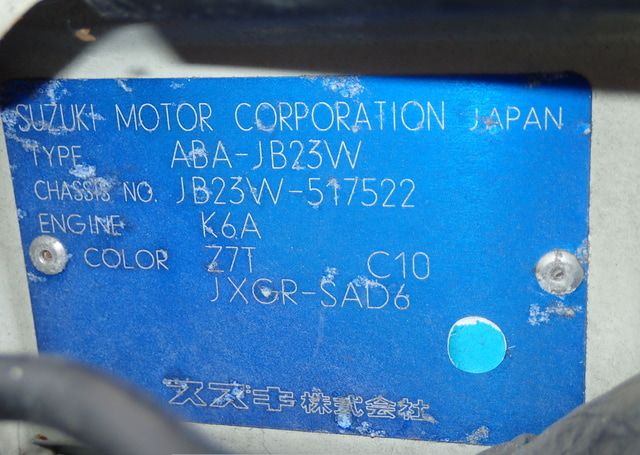 SUZUKI MOTOR CORPORATION JAPAN
TYPE ABA-JB23W
CHASSIS NO. JB23W-517522
ENGINE K6A
COLOR Z7T C10
JXGR-SAD6
スズキ株式会社